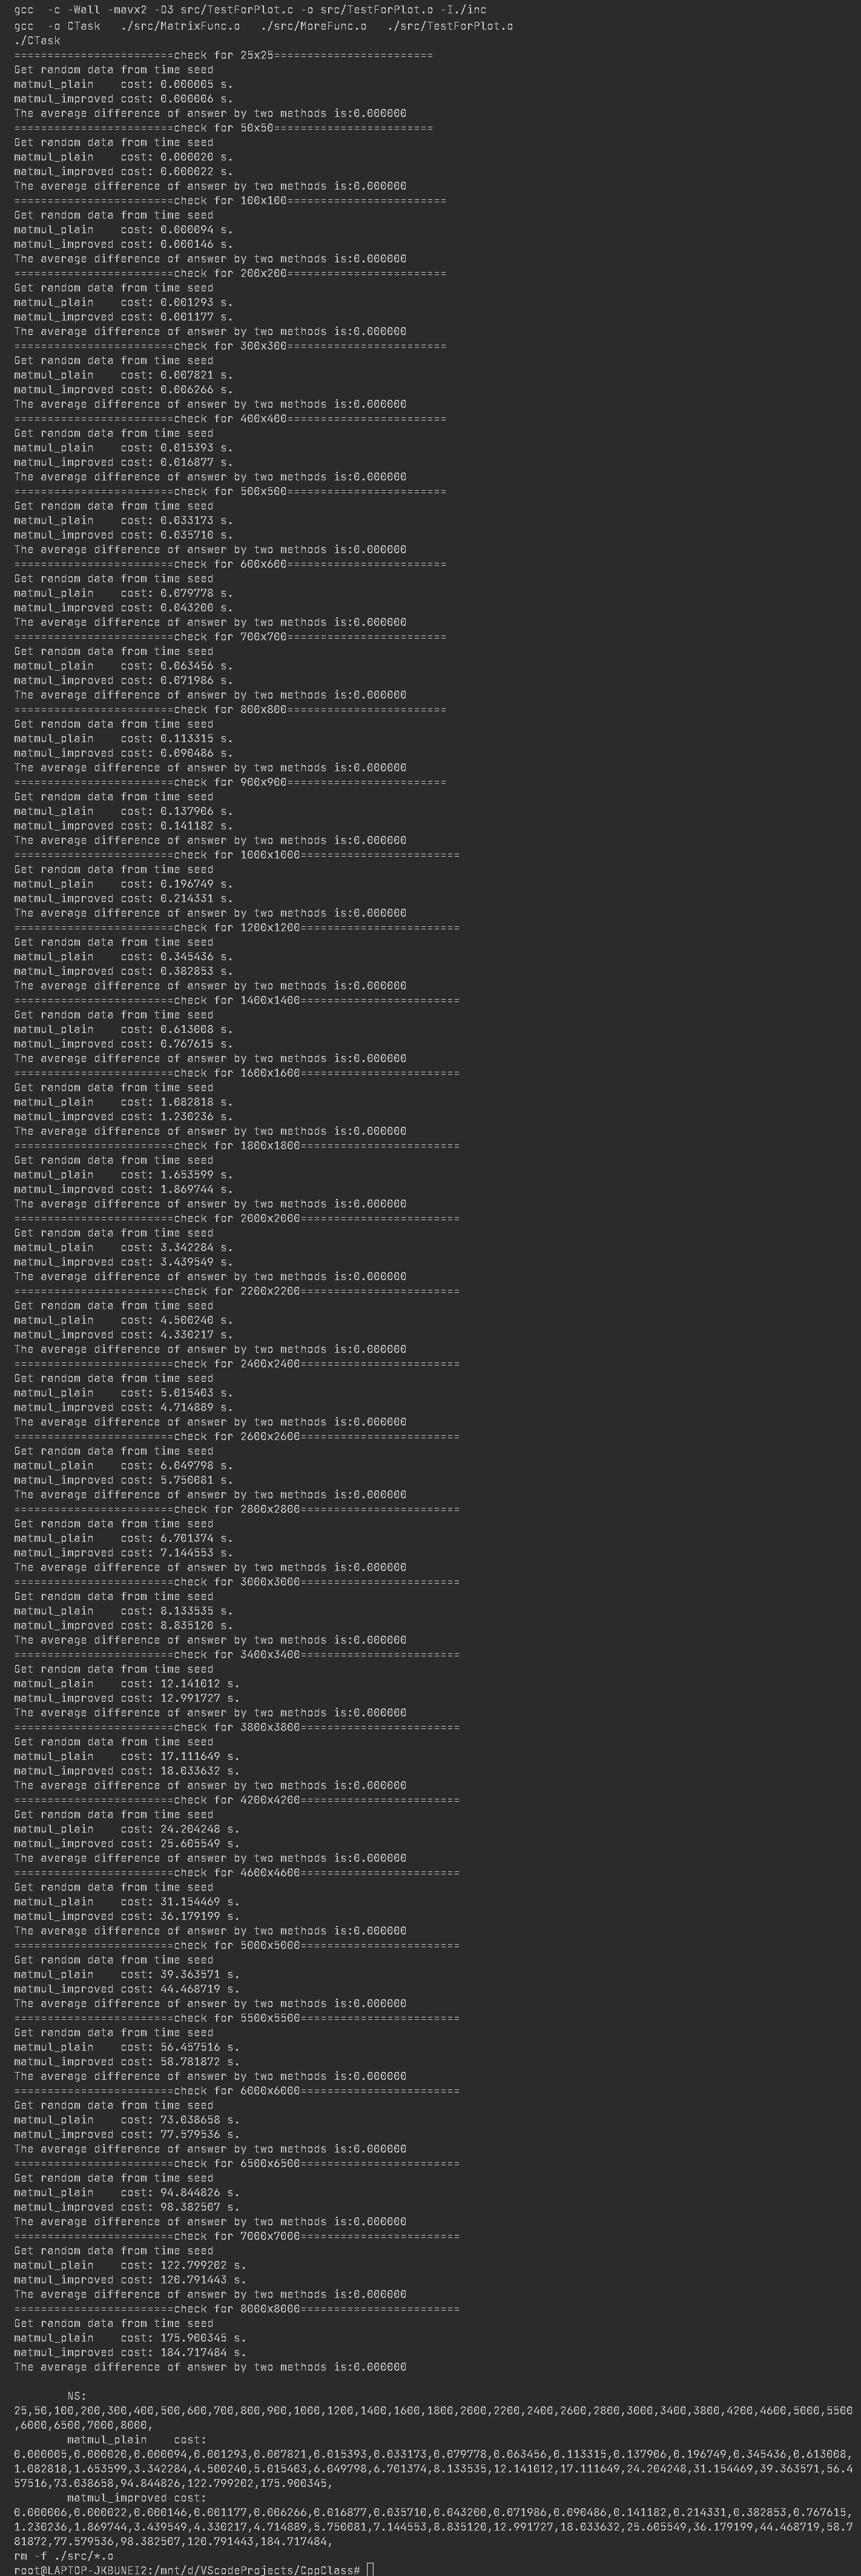 gcc  -c -Wall -mavx2 -O3 src/TestForPlot.c -o src/TestForPlot.o -I./inc
gcc  -o CTask   ./src/MatrixFunc.o   ./src/MoreFunc.o   ./src/TestForPlot.o
./CTask
========================check for 25x25========================
Get random data from time seed
matmul_plain    cost: 0.000005 s.
matmul_improved cost: 0.000006 s.
The average difference of answer by two methods is:0.000000
========================check for 50x50========================
Get random data from time seed
matmul_plain    cost: 0.000020 s.
matmul_improved cost: 0.000022 s.
The average difference of answer by two methods is:0.000000
========================check for 100x100========================
Get random data from time seed
matmul_plain    cost: 0.000094 s.
matmul_improved cost: 0.000146 s.
The average difference of answer by two methods is:0.000000
========================check for 200x200========================
Get random data from time seed
matmul_plain    cost: 0.001293 s.
matmul_improved cost: 0.001177 s.
The average difference of answer by two methods is:0.000000
========================check for 300x300========================
Get random data from time seed
matmul_plain    cost: 0.007821 s.
matmul_improved cost: 0.006266 s.
The average difference of answer by two methods is:0.000000
========================check for 400x400========================
Get random data from time seed
matmul_plain    cost: 0.015393 s.
matmul_improved cost: 0.016877 s.
The average difference of answer by two methods is:0.000000
========================check for 500x500========================
Get random data from time seed
matmul_plain    cost: 0.033173 s.
matmul_improved cost: 0.035710 s.
The average difference of answer by two methods is:0.000000
========================check for 600x600========================
Get random data from time seed
matmul_plain    cost: 0.079778 s.
matmul_improved cost: 0.043200 s.
The average difference of answer by two methods is:0.000000
========================check for 700x700========================
Get random data from time seed
matmul_plain    cost: 0.063456 s.
matmul_improved cost: 0.071986 s.
The average difference of answer by two methods is:0.000000
========================check for 800x800========================
Get random data from time seed
matmul_plain    cost: 0.113315 s.
matmul_improved cost: 0.090486 s.
The average difference of answer by two methods is:0.000000
========================check for 900x900========================
Get random data from time seed
matmul_plain    cost: 0.137906 s.
matmul_improved cost: 0.141182 s.
The average difference of answer by two methods is:0.000000
========================check for 1000x1000========================
Get random data from time seed
matmul_plain    cost: 0.196749 s.
matmul_improved cost: 0.214331 s.
The average difference of answer by two methods is:0.000000
========================check for 1200x1200========================
Get random data from time seed
matmul_plain    cost: 0.345436 s.
matmul_improved cost: 0.382853 s.
The average difference of answer by two methods is:0.000000
========================check for 1400x1400========================
Get random data from time seed
matmul_plain    cost: 0.613008 s.
matmul_improved cost: 0.767615 s.
The average difference of answer by two methods is:0.000000
========================check for 1600x1600========================
Get random data from time seed
matmul_plain    cost: 1.082818 s.
matmul_improved cost: 1.230236 s.
The average difference of answer by two methods is:0.000000
========================check for 1800x1800========================
Get random data from time seed
matmul_plain    cost: 1.653599 s.
matmul_improved cost: 1.869744 s.
The average difference of answer by two methods is:0.000000
========================check for 2000x2000========================
Get random data from time seed
matmul_plain    cost: 3.342284 s.
matmul_improved cost: 3.439549 s.
The average difference of answer by two methods is:0.000000
========================check for 2200x2200========================
Get random data from time seed
matmul_plain    cost: 4.500240 s.
matmul_improved cost: 4.330217 s.
The average difference of answer by two methods is:0.000000
========================check for 2400x2400========================
Get random data from time seed
matmul_plain    cost: 5.015403 s.
matmul_improved cost: 4.714889 s.
The average difference of answer by two methods is:0.000000
========================check for 2600x2600========================
Get random data from time seed
matmul_plain    cost: 6.049798 s.
matmul_improved cost: 5.750081 s.
The average difference of answer by two methods is:0.000000
========================check for 2800x2800========================
Get random data from time seed
matmul_plain    cost: 6.701374 s.
matmul_improved cost: 7.144553 s.
The average difference of answer by two methods is:0.000000
========================check for 3000x3000========================
Get random data from time seed
matmul_plain    cost: 8.133535 s.
matmul_improved cost: 8.835120 s.
The average difference of answer by two methods is:0.000000
========================check for 3400x3400========================
Get random data from time seed
matmul_plain    cost: 12.141012 s.
matmul_improved cost: 12.991727 s.
The average difference of answer by two methods is:0.000000
========================check for 3800x3800========================
Get random data from time seed
matmul_plain    cost: 17.111649 s.
matmul_improved cost: 18.033632 s.
The average difference of answer by two methods is:0.000000
========================check for 4200x4200========================
Get random data from time seed
matmul_plain    cost: 24.204248 s.
matmul_improved cost: 25.605549 s.
The average difference of answer by two methods is:0.000000
========================check for 4600x4600========================
Get random data from time seed
matmul_plain    cost: 31.154469 s.
matmul_improved cost: 36.179199 s.
The average difference of answer by two methods is:0.000000
========================check for 5000x5000========================
Get random data from time seed
matmul_plain    cost: 39.363571 s.
matmul_improved cost: 44.468719 s.
The average difference of answer by two methods is:0.000000
========================check for 5500x5500========================
Get random data from time seed
matmul_plain    cost: 56.457516 s.
matmul_improved cost: 58.781872 s.
The average difference of answer by two methods is:0.000000
========================check for 6000x6000========================
Get random data from time seed
matmul_plain    cost: 73.038658 s.
matmul_improved cost: 77.579536 s.
The average difference of answer by two methods is:0.000000
========================check for 6500x6500========================
Get random data from time seed
matmul_plain    cost: 94.844826 s.
matmul_improved cost: 98.382507 s.
The average difference of answer by two methods is:0.000000
========================check for 7000x7000========================
Get random data from time seed
matmul_plain    cost: 122.799202 s.
matmul_improved cost: 120.791443 s.
The average difference of answer by two methods is:0.000000
========================check for 8000x8000========================
Get random data from time seed
matmul_plain    cost: 175.900345 s.
matmul_improved cost: 184.717484 s.
The average difference of answer by two methods is:0.000000

        NS:
25,50,100,200,300,400,500,600,700,800,900,1000,1200,1400,1600,1800,2000,2200,2400,2600,2800,3000,3400,3800,4200,4600,5000,5500
,6000,6500,7000,8000,
        matmul_plain    cost:
0.000005,0.000020,0.000094,0.001293,0.007821,0.015393,0.033173,0.079778,0.063456,0.113315,0.137906,0.196749,0.345436,0.613008,
1.082818,1.653599,3.342284,4.500240,5.015403,6.049798,6.701374,8.133535,12.141012,17.111649,24.204248,31.154469,39.363571,56.4
57516,73.038658,94.844826,122.799202,175.900345,
        matmul_improved cost:
0.000006,0.000022,0.000146,0.001177,0.006266,0.016877,0.035710,0.043200,0.071986,0.090486,0.141182,0.214331,0.382853,0.767615,
1.230236,1.869744,3.439549,4.330217,4.714889,5.750081,7.144553,8.835120,12.991727,18.033632,25.605549,36.179199,44.468719,58.7
81872,77.579536,98.382507,120.791443,184.717484,
rm -f ./src/*.o
root@LAPTOP-JK8UNEI2:/mnt/d/VScodeProjects/CppClass#